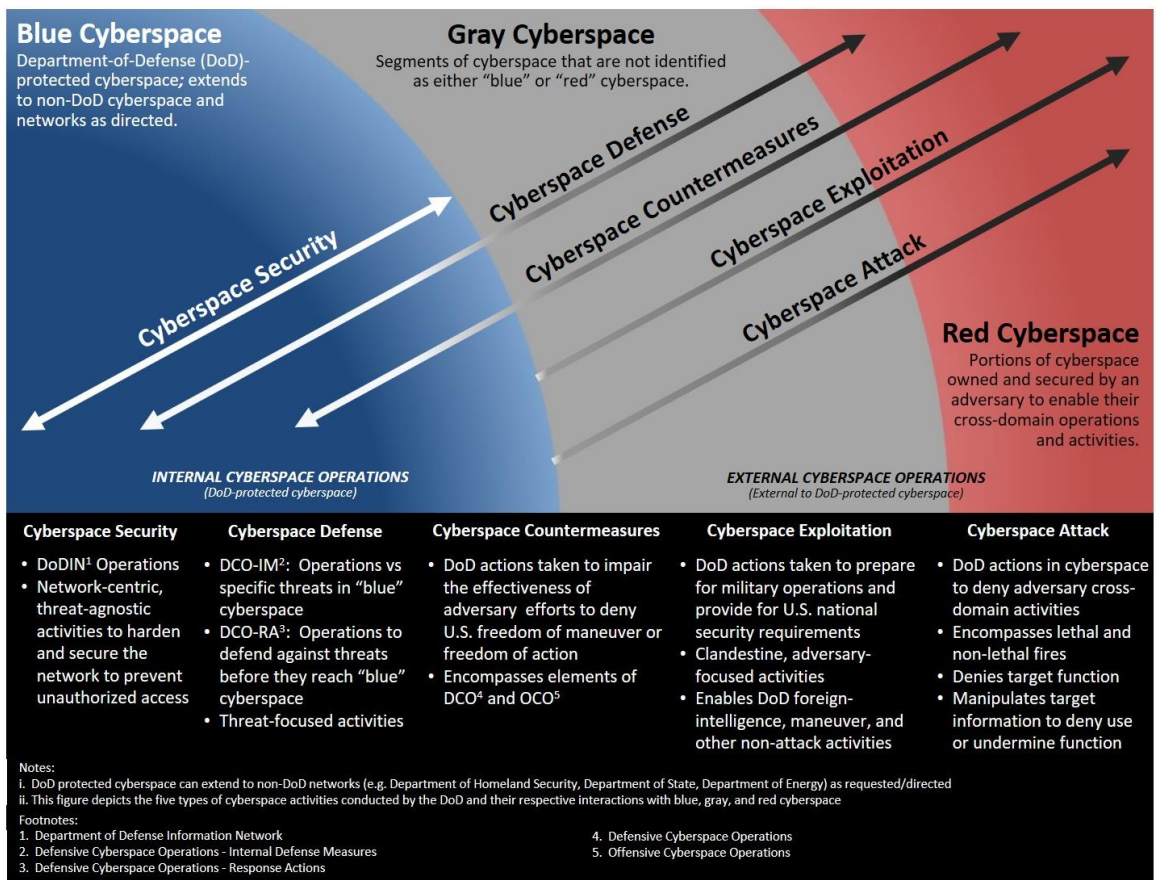 Blue Cyberspace
Department-of-Defense (DoD)-
protected cyberspace; extends
to non-DoD cyberspace and
networks as directed.
Gray Cyberspace
Segments of cyberspace that are not identified
as either “blue” or “red” cyberspace.
Cyberspace Security
Cyberspace Defense
Cyberspace Countermeasures
Cyberspace Exploitation
Cyberspace Attack
Red Cyberspace
Portions of cyberspace
owned and secured by an
adversary to enable their
cross-domain operations
and activities.
INTERNAL CYBERSPACE OPERATIONS
(DoD-protected cyberspace)
EXTERNAL CYBERSPACE OPERATIONS
(External to DoD-protected cyberspace)
Cyberspace Security
• DoDIN¹ Operations
• Network-centric,
threat-agnostic
activities to harden
and secure the
network to prevent
unauthorized access
Cyberspace Defense
• DCO-IM²: Operations vs
specific threats in “blue”
cyberspace
• DCO-RA³: Operations to
defend against threats
before they reach “blue”
cyberspace
• Threat-focused activities
Cyberspace Countermeasures
• DoD actions taken to impair
the effectiveness of
adversary efforts to deny
U.S. freedom of maneuver or
freedom of action
• Encompasses elements of
DCO⁴ and OCO⁵
Cyberspace Exploitation
• DoD actions taken to prepare
for military operations and
provide for U.S. national
security requirements
• Clandestine, adversary-
focused activities
• Enables DoD foreign-
intelligence, maneuver, and
other non-attack activities
Cyberspace Attack
• DoD actions in cyberspace
to deny adversary cross-
domain activities
• Encompasses lethal and
non-lethal fires
• Denies target function
• Manipulates target
information to deny use
or undermine function
Notes:
i. DoD protected cyberspace can extend to non-DoD networks (e.g. Department of Homeland Security, Department of State, Department of Energy) as requested/directed
ii. This figure depicts the five types of cyberspace activities conducted by the DoD and their respective interactions with blue, gray, and red cyberspace
Footnotes:
1. Department of Defense Information Network
2. Defensive Cyberspace Operations - Internal Defense Measures
3. Defensive Cyberspace Operations - Response Actions
4. Defensive Cyberspace Operations
5. Offensive Cyberspace Operations